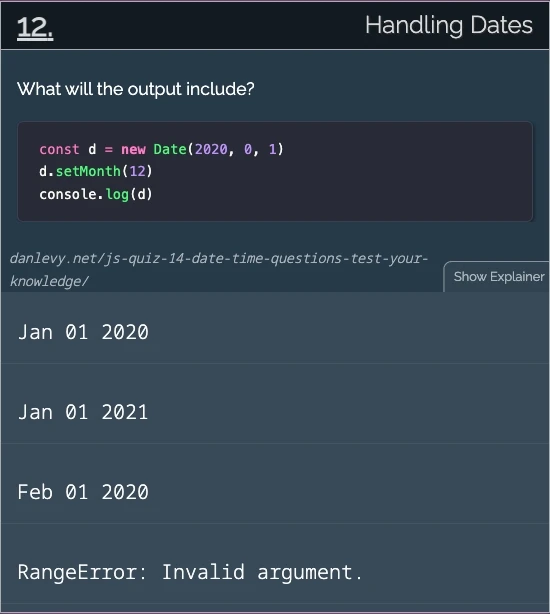 12.
Handling Dates
What will the output include?
const d = new Date(2020, 0, 1)
d.setMonth(12)
console.log(d)
danlevy.net/js-quiz-14-date-time-questions-test-your-
knowledge/
Show Explainer
Jan 01 2020
Jan 01 2021
Feb 01 2020
RangeError: Invalid argument.